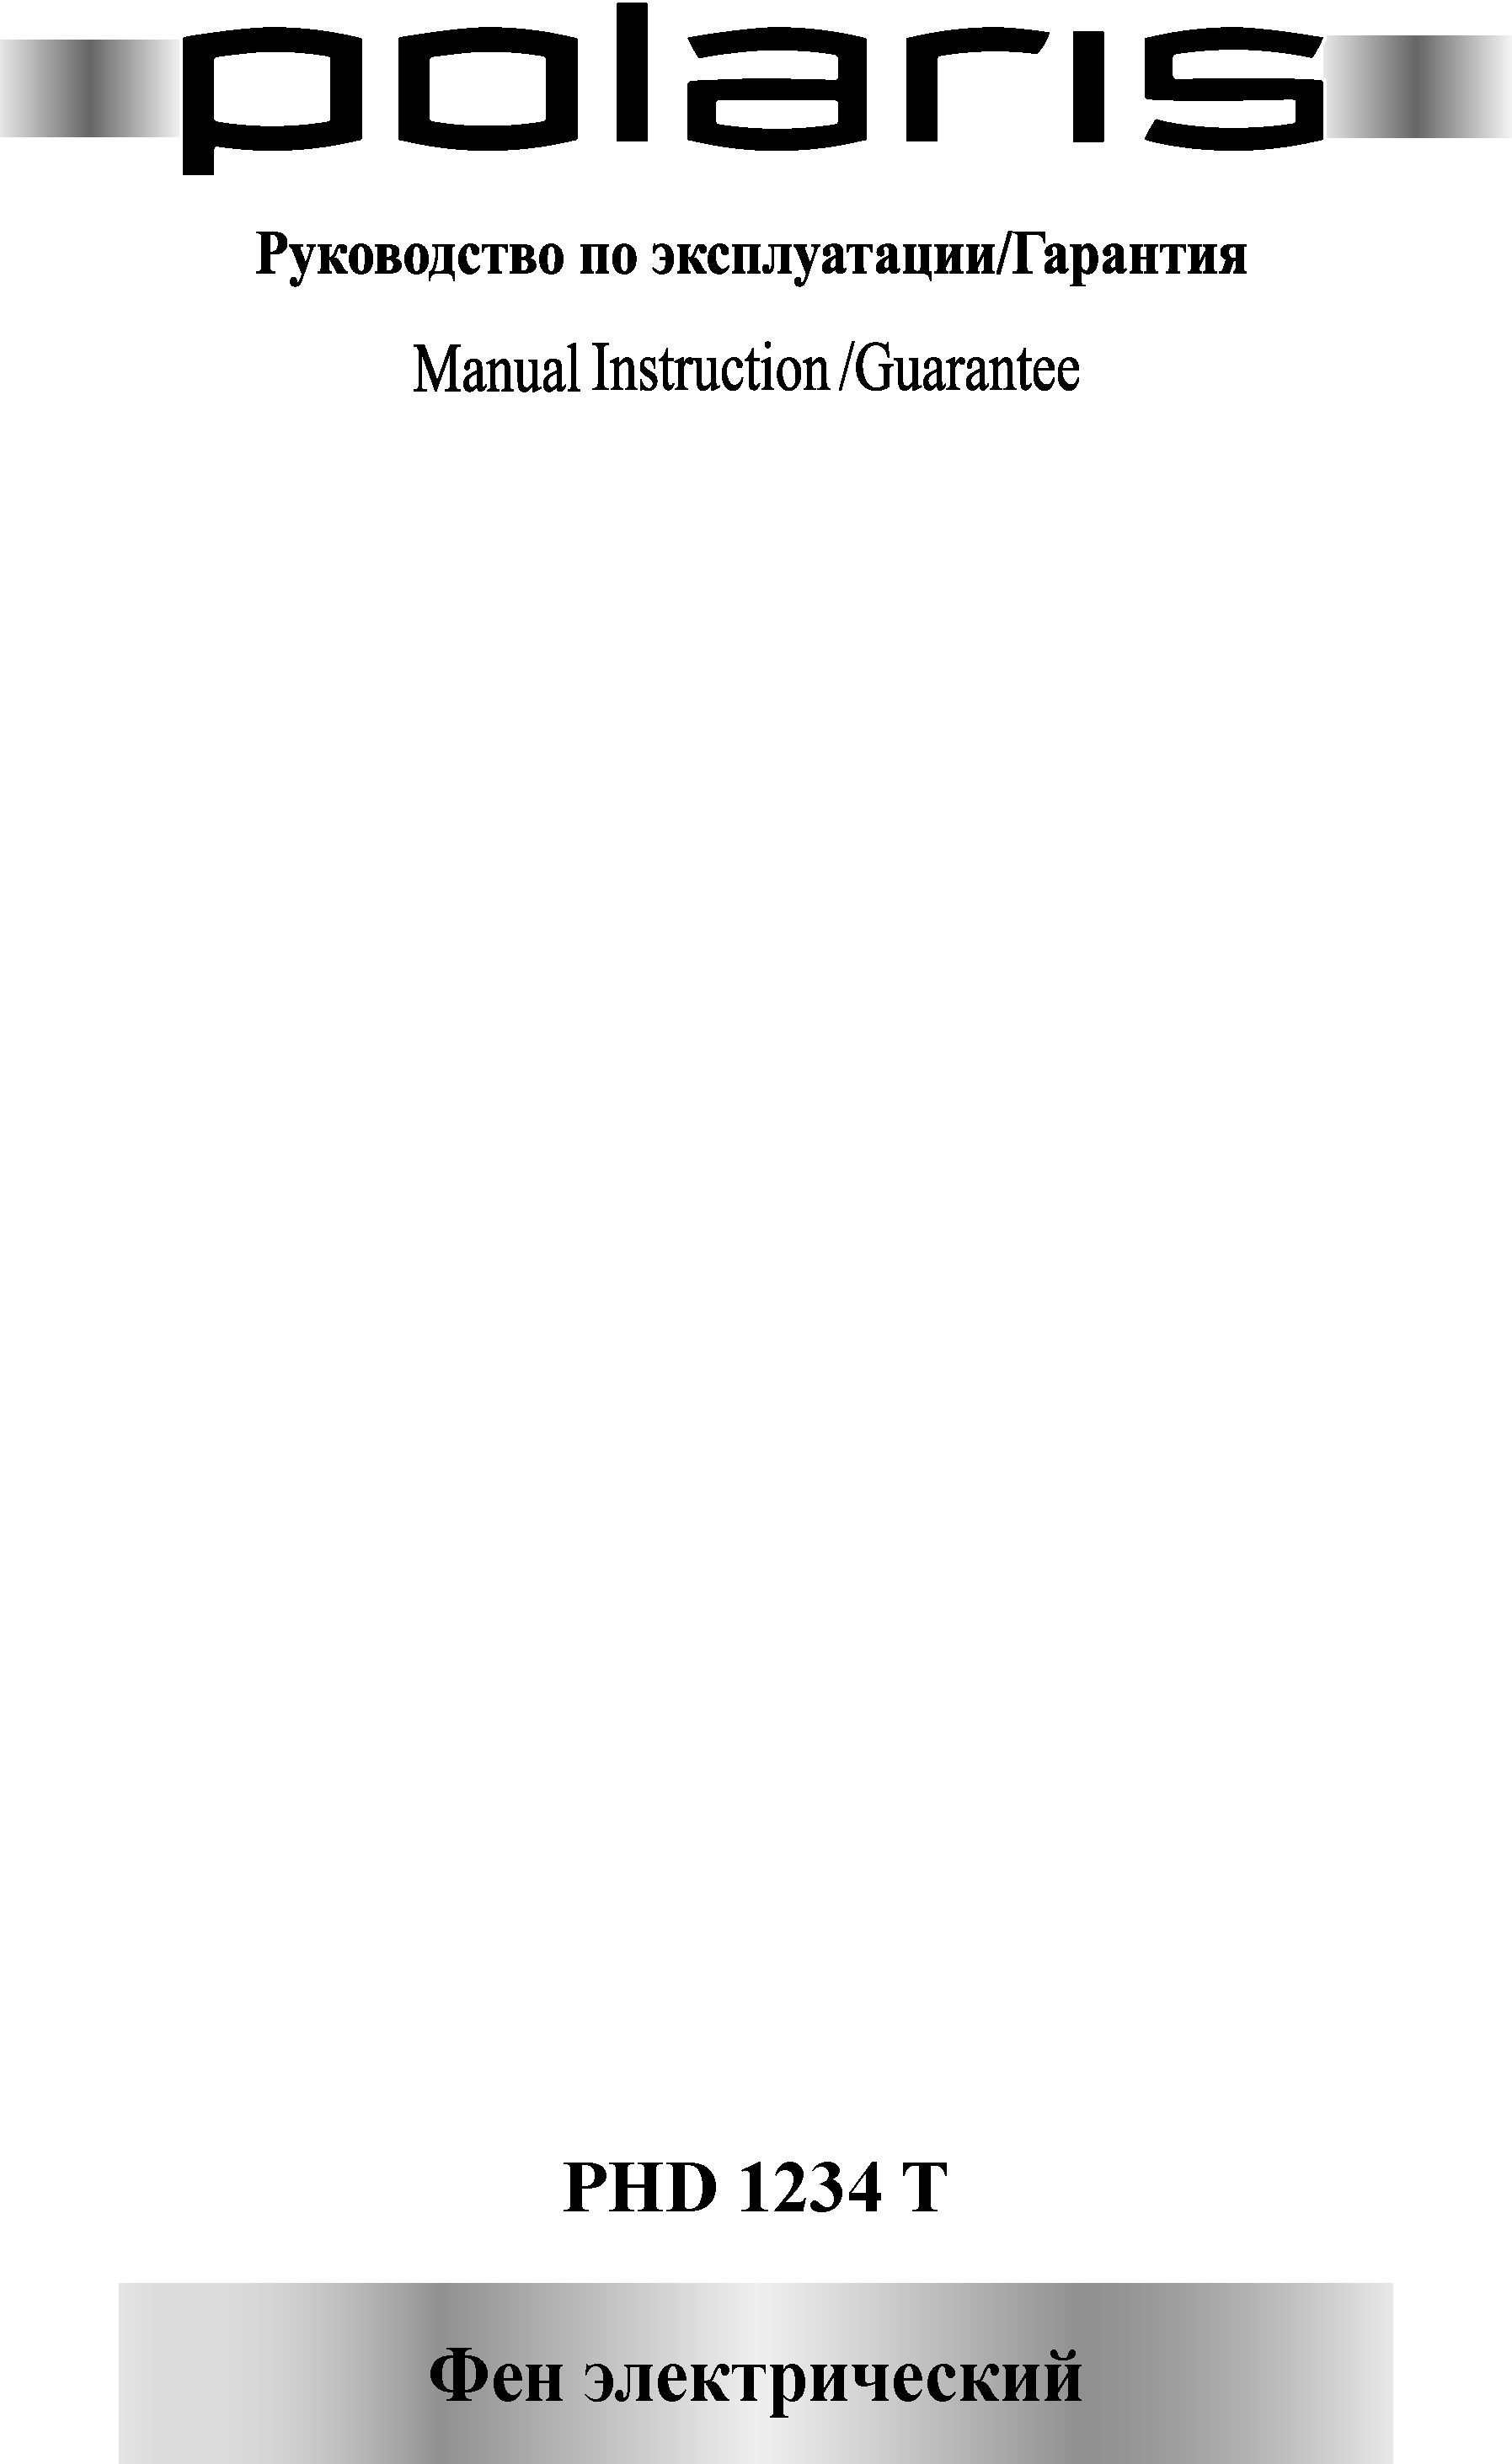 polaris
Руководство по эксплуатации/Гарантия
Manual Instruction /Guarantee
PHD 1234 T
Фен электрический